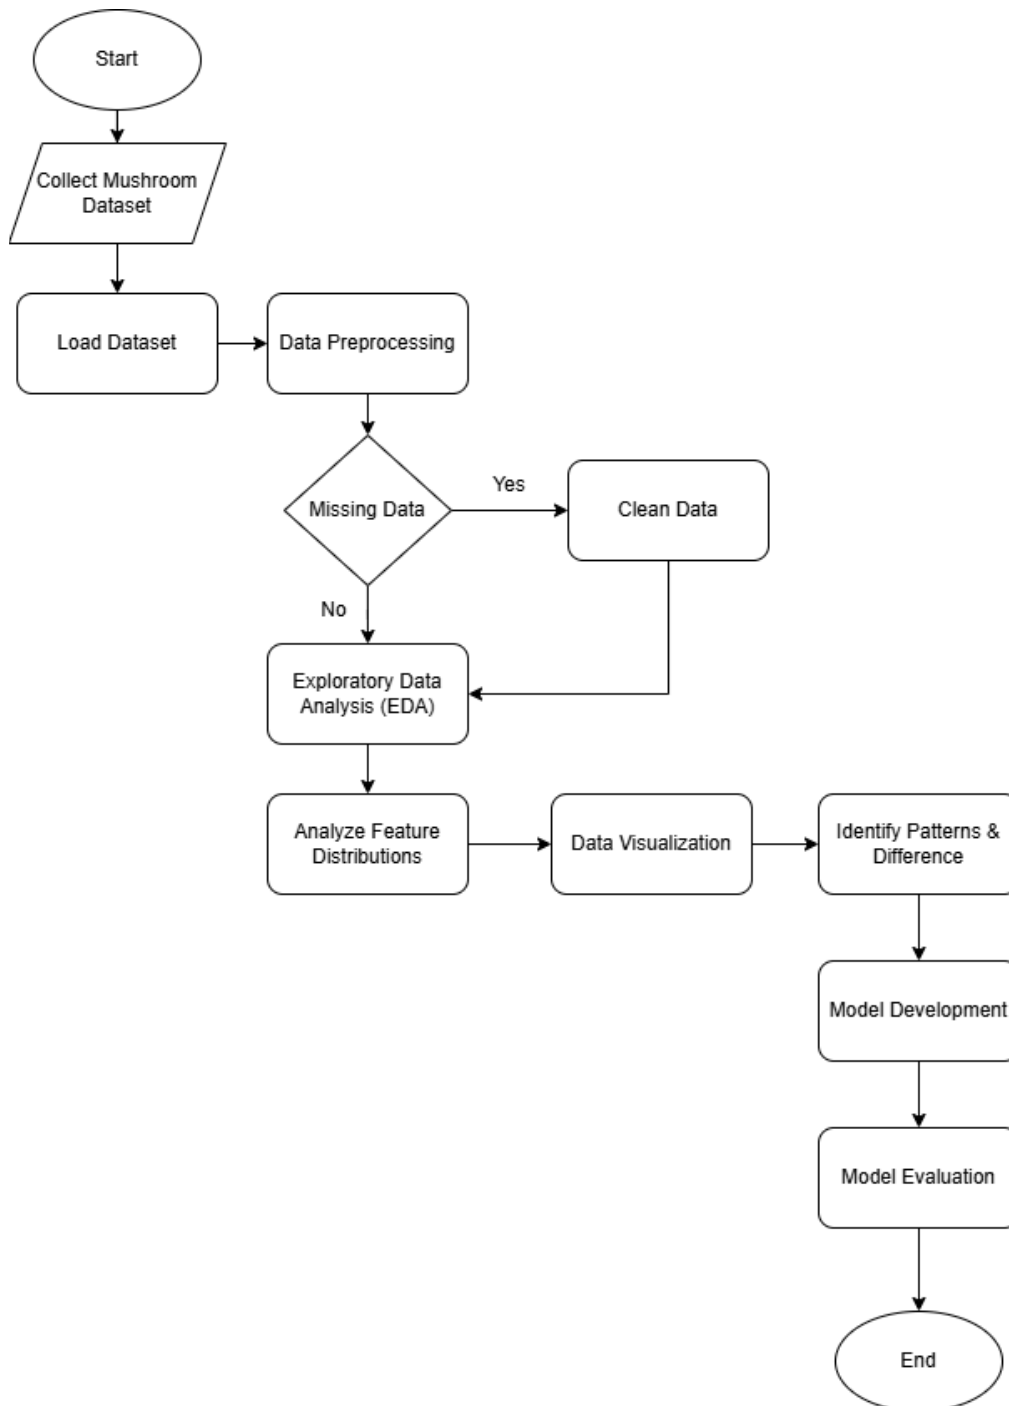 Start
Collect Mushroom
Dataset
Load Dataset
Data Preprocessing
Missing Data
Yes
Clean Data
No
Exploratory Data
Analysis (EDA)
Analyze Feature
Distributions
Data Visualization
Identify Patterns &
Difference
Model Development
Model Evaluation
End